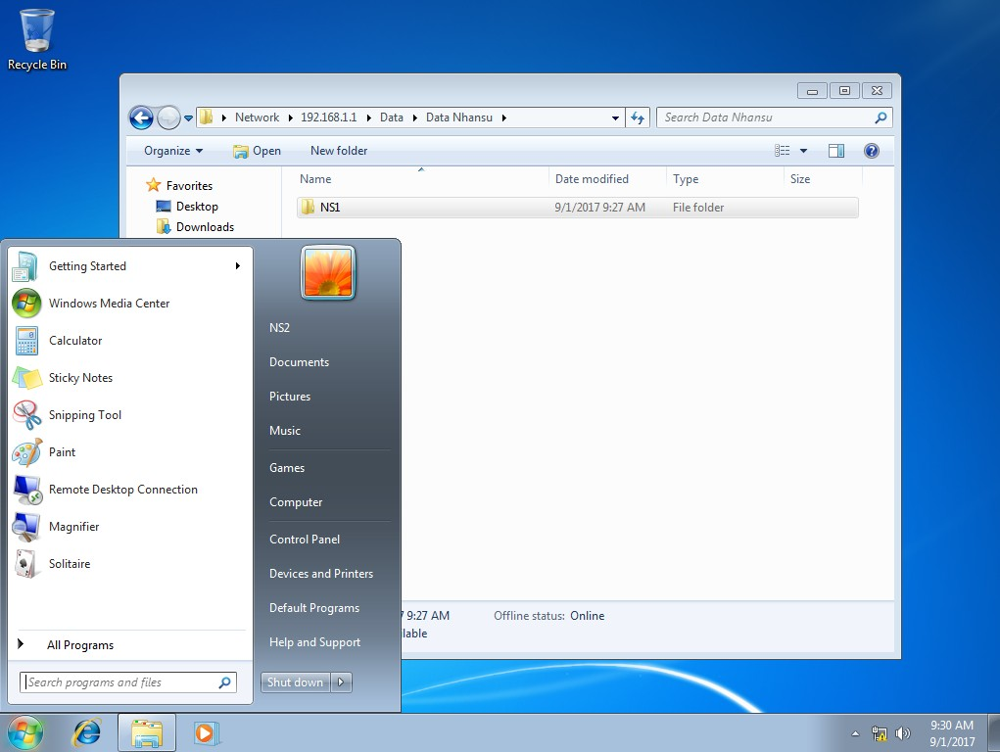 Recycle Bin
Network 192.168.1.1 Data Data Nhansu
Search Data Nhansu
Organize Open New folder
Name Date modified Type Size
NS1 9/1/2017 9:27 AM File folder
Favorites
Desktop
Downloads
Getting Started
Windows Media Center
Calculator
Sticky Notes
Snipping Tool
Paint
Remote Desktop Connection
Magnifier
Solitaire
All Programs
Search programs and files
NS2
Documents
Pictures
Music
Games
Computer
Control Panel
Devices and Printers
Default Programs
Help and Support
Shut down
9:27 AM Offline status: Online
9:30 AM
9/1/2017